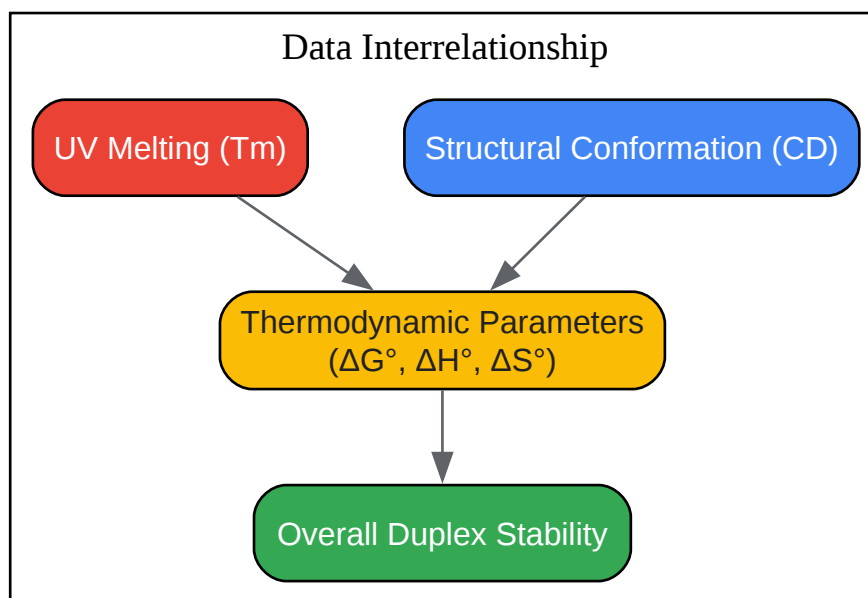 Data Interrelationship
UV Melting (Tm)
Structural Conformation (CD)
Thermodynamic Parameters
(ΔG°, ΔH°, ΔS°)
Overall Duplex Stability